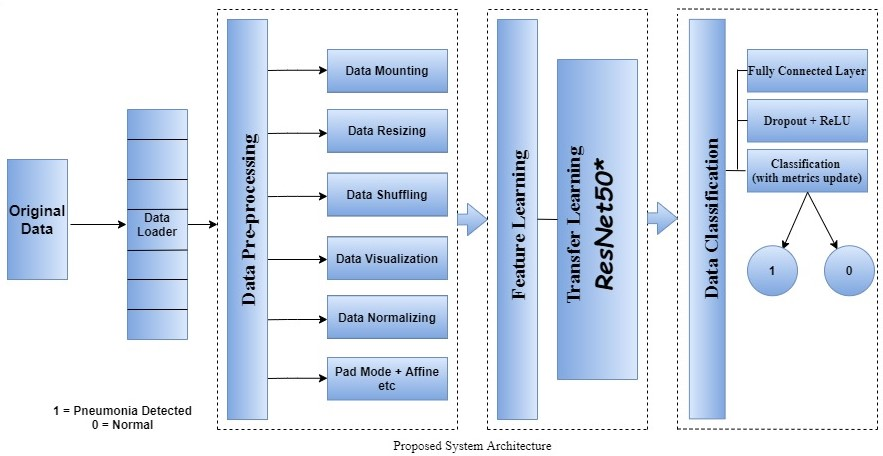 Original
Data
Data
Loader
Data Pre-processing
Data Mounting
Data Resizing
Data Shuffling
Data Visualization
Data Normalizing
Pad Mode + Affine
etc
Feature Learning
Transfer Learning
ResNet50*
Data Classification
Fully Connected Layer
Dropout + ReLU
Classification
(with metrics update)
1
0
1 = Pneumonia Detected
0 = Normal
Proposed System Architecture